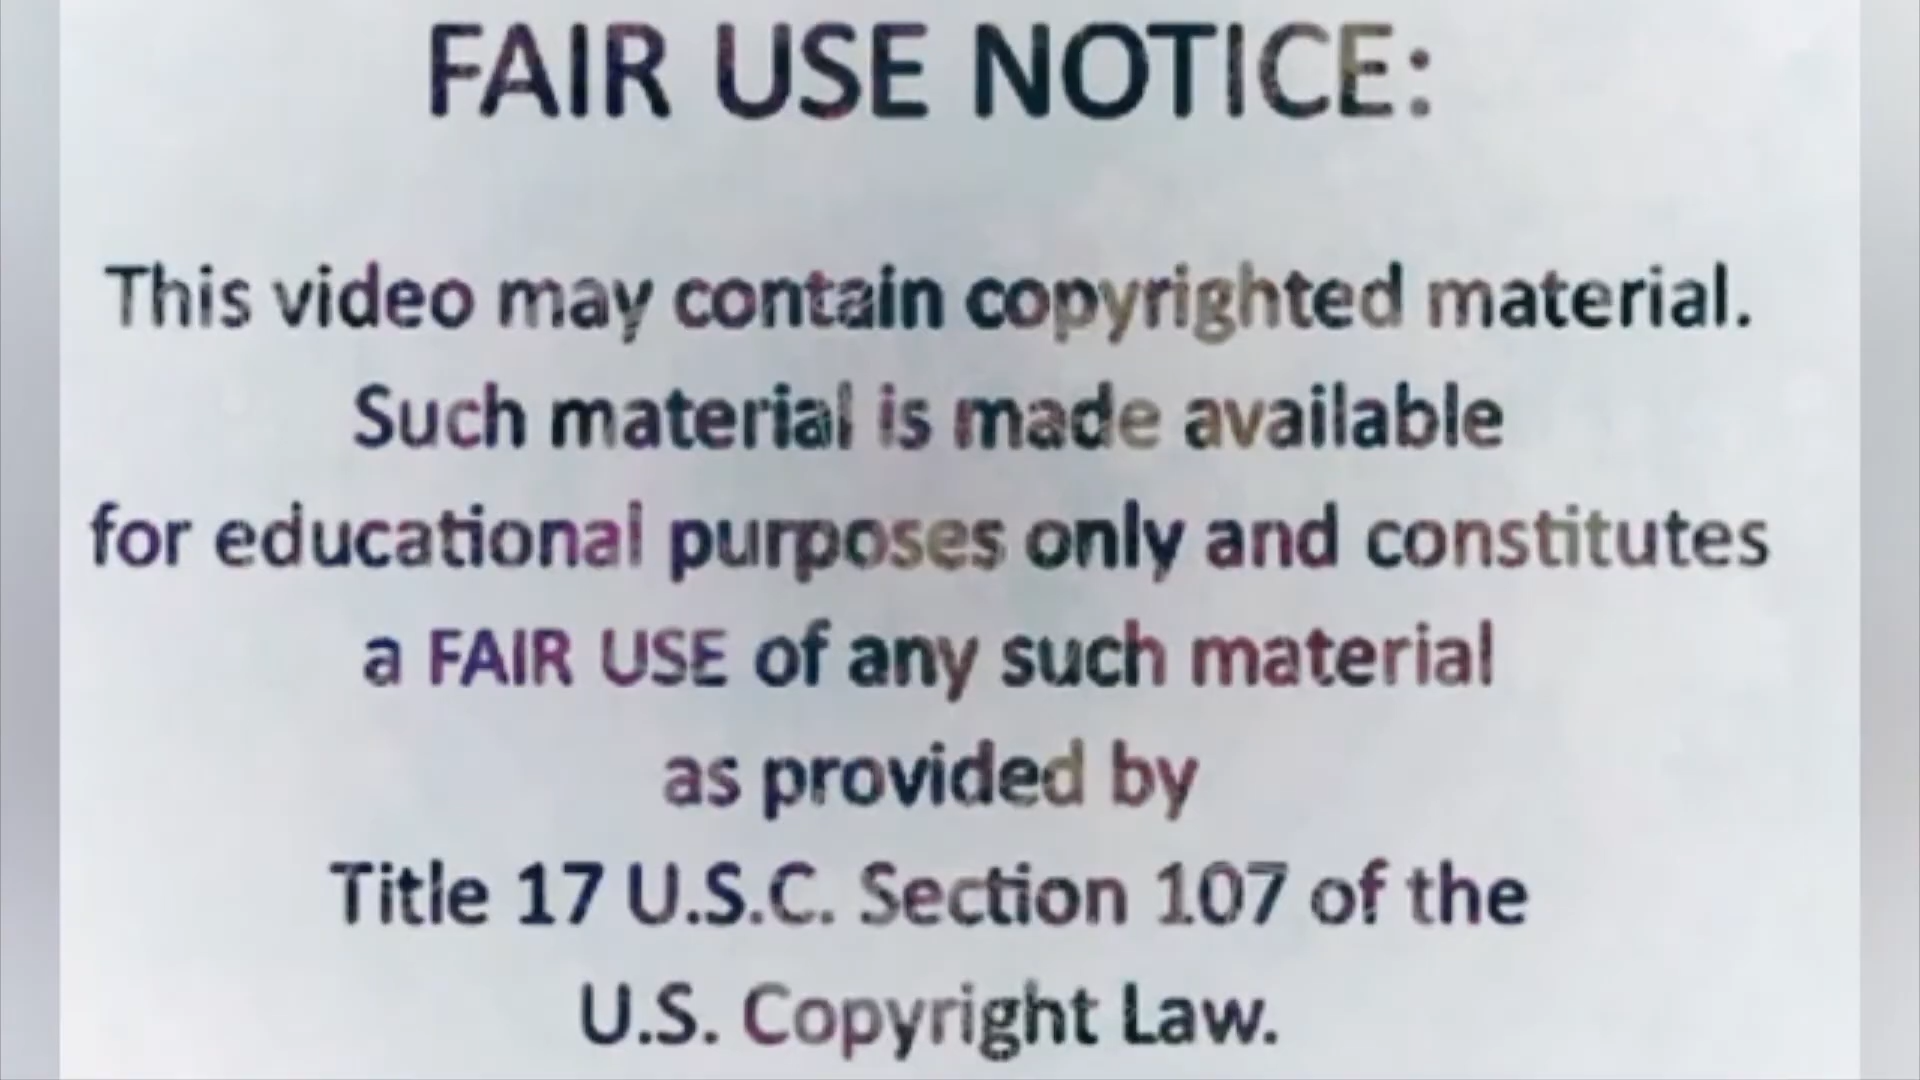 FAIR USE NOTICE:
This video may contain copyrighted material.
Such material is made available
for educational purposes only and constitutes
a FAIR USE of any such material
as provided by
Title 17 U.S.C. Section 107 of the
U.S. Copyright Law.